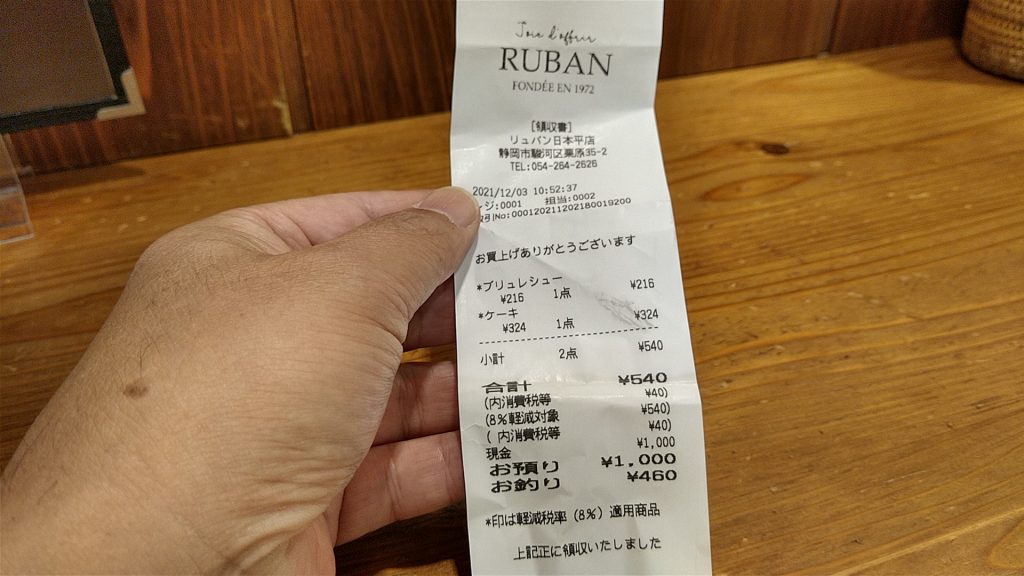 Joie d'offrir
RUBAN
FONDÉE EN 1972
[領収書]
リュバン日本平店
静岡市駿河区栗原35-2
TEL:054-264-2626
2021/12/03 10:52:37
ジ:0001 担当:0002
引No:000120211202180019200
お買上げありがとうございます
*ブリュレシュー ¥216
¥216 1点
*ケーキ ¥324
¥324 1点
小計 2点 ¥540
合計 ¥540
(内消費税等 ¥40)
(8%軽減対象 ¥540)
( 内消費税等 ¥40)
現金 ¥1,000
お預り ¥1,000
お釣り ¥460
*印は軽減税率(8%)適用商品
上記正に領収いたしました